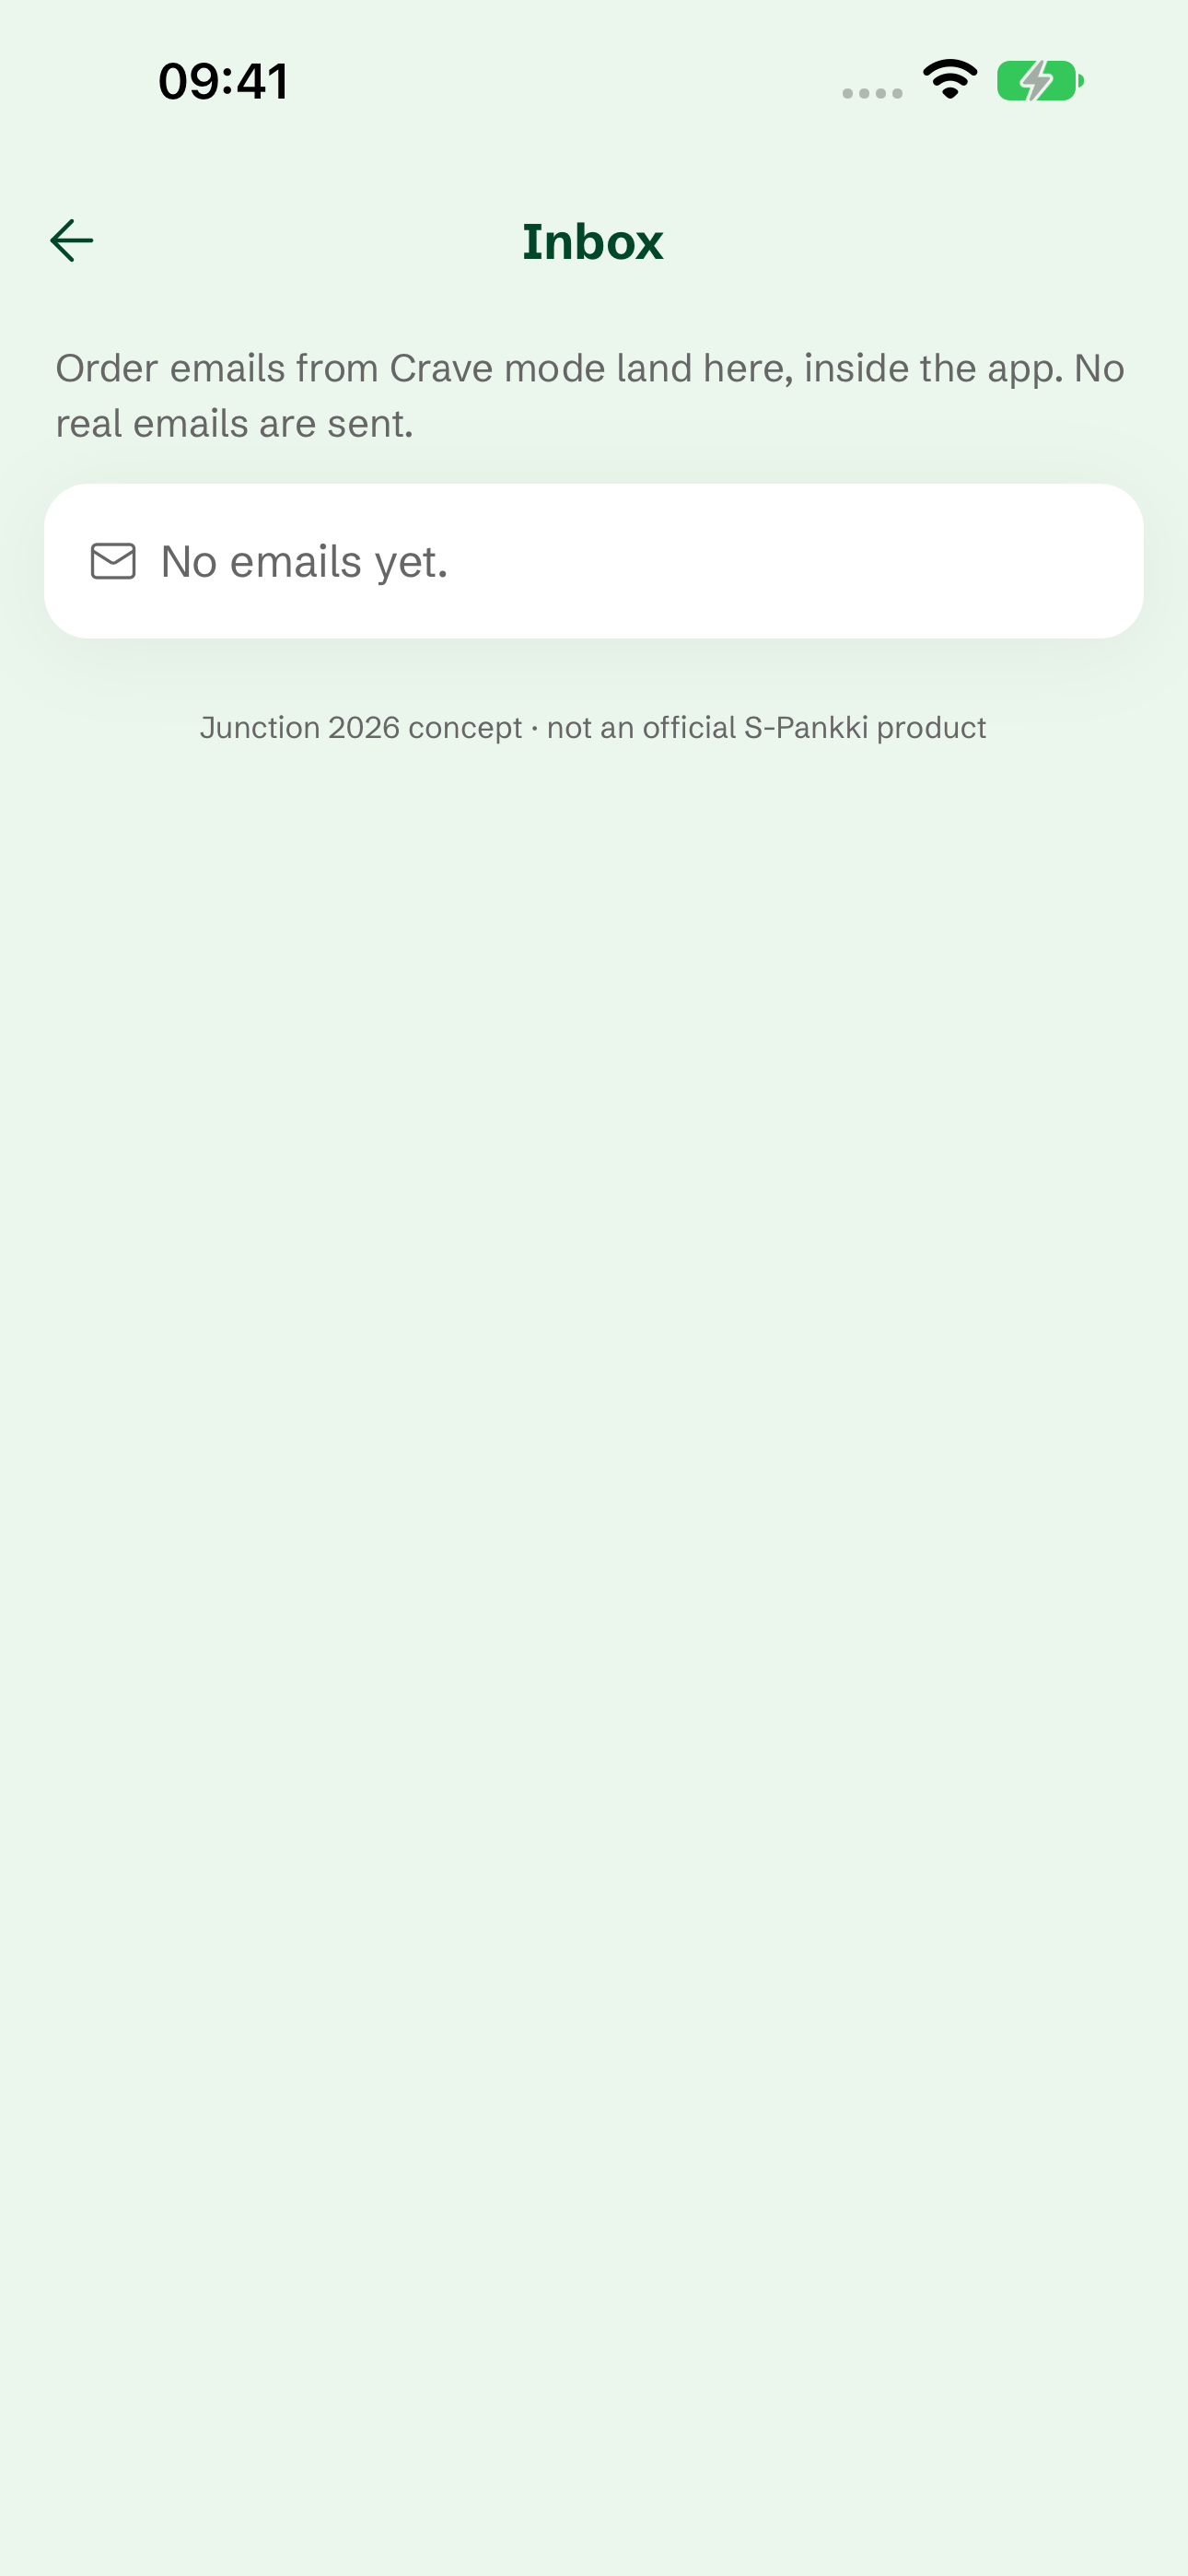 09:41
Inbox
Order emails from Crave mode land here, inside the app. No
real emails are sent.
No emails yet.
Junction 2026 concept · not an official S-Pankki product